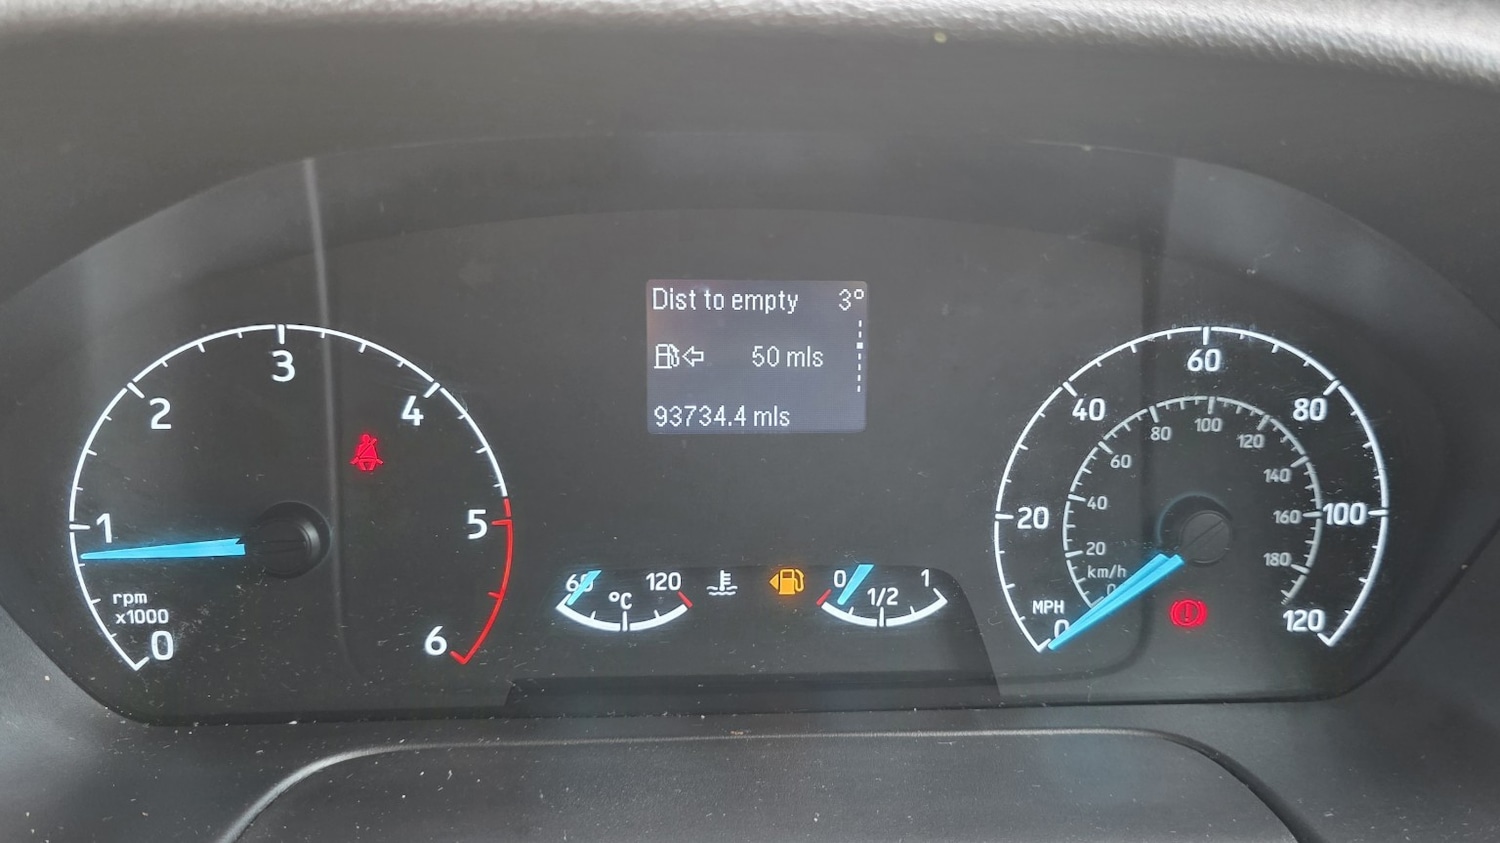 Dist to empty 3°
50 mls
93734.4 mls
0 1 2 3 4 5 6
rpm
x1000
60 120
°C
0 1/2 1
0 20 40 60 80 100 120
MPH
0 20 40 60 80 100 120 140 160 180
km/h